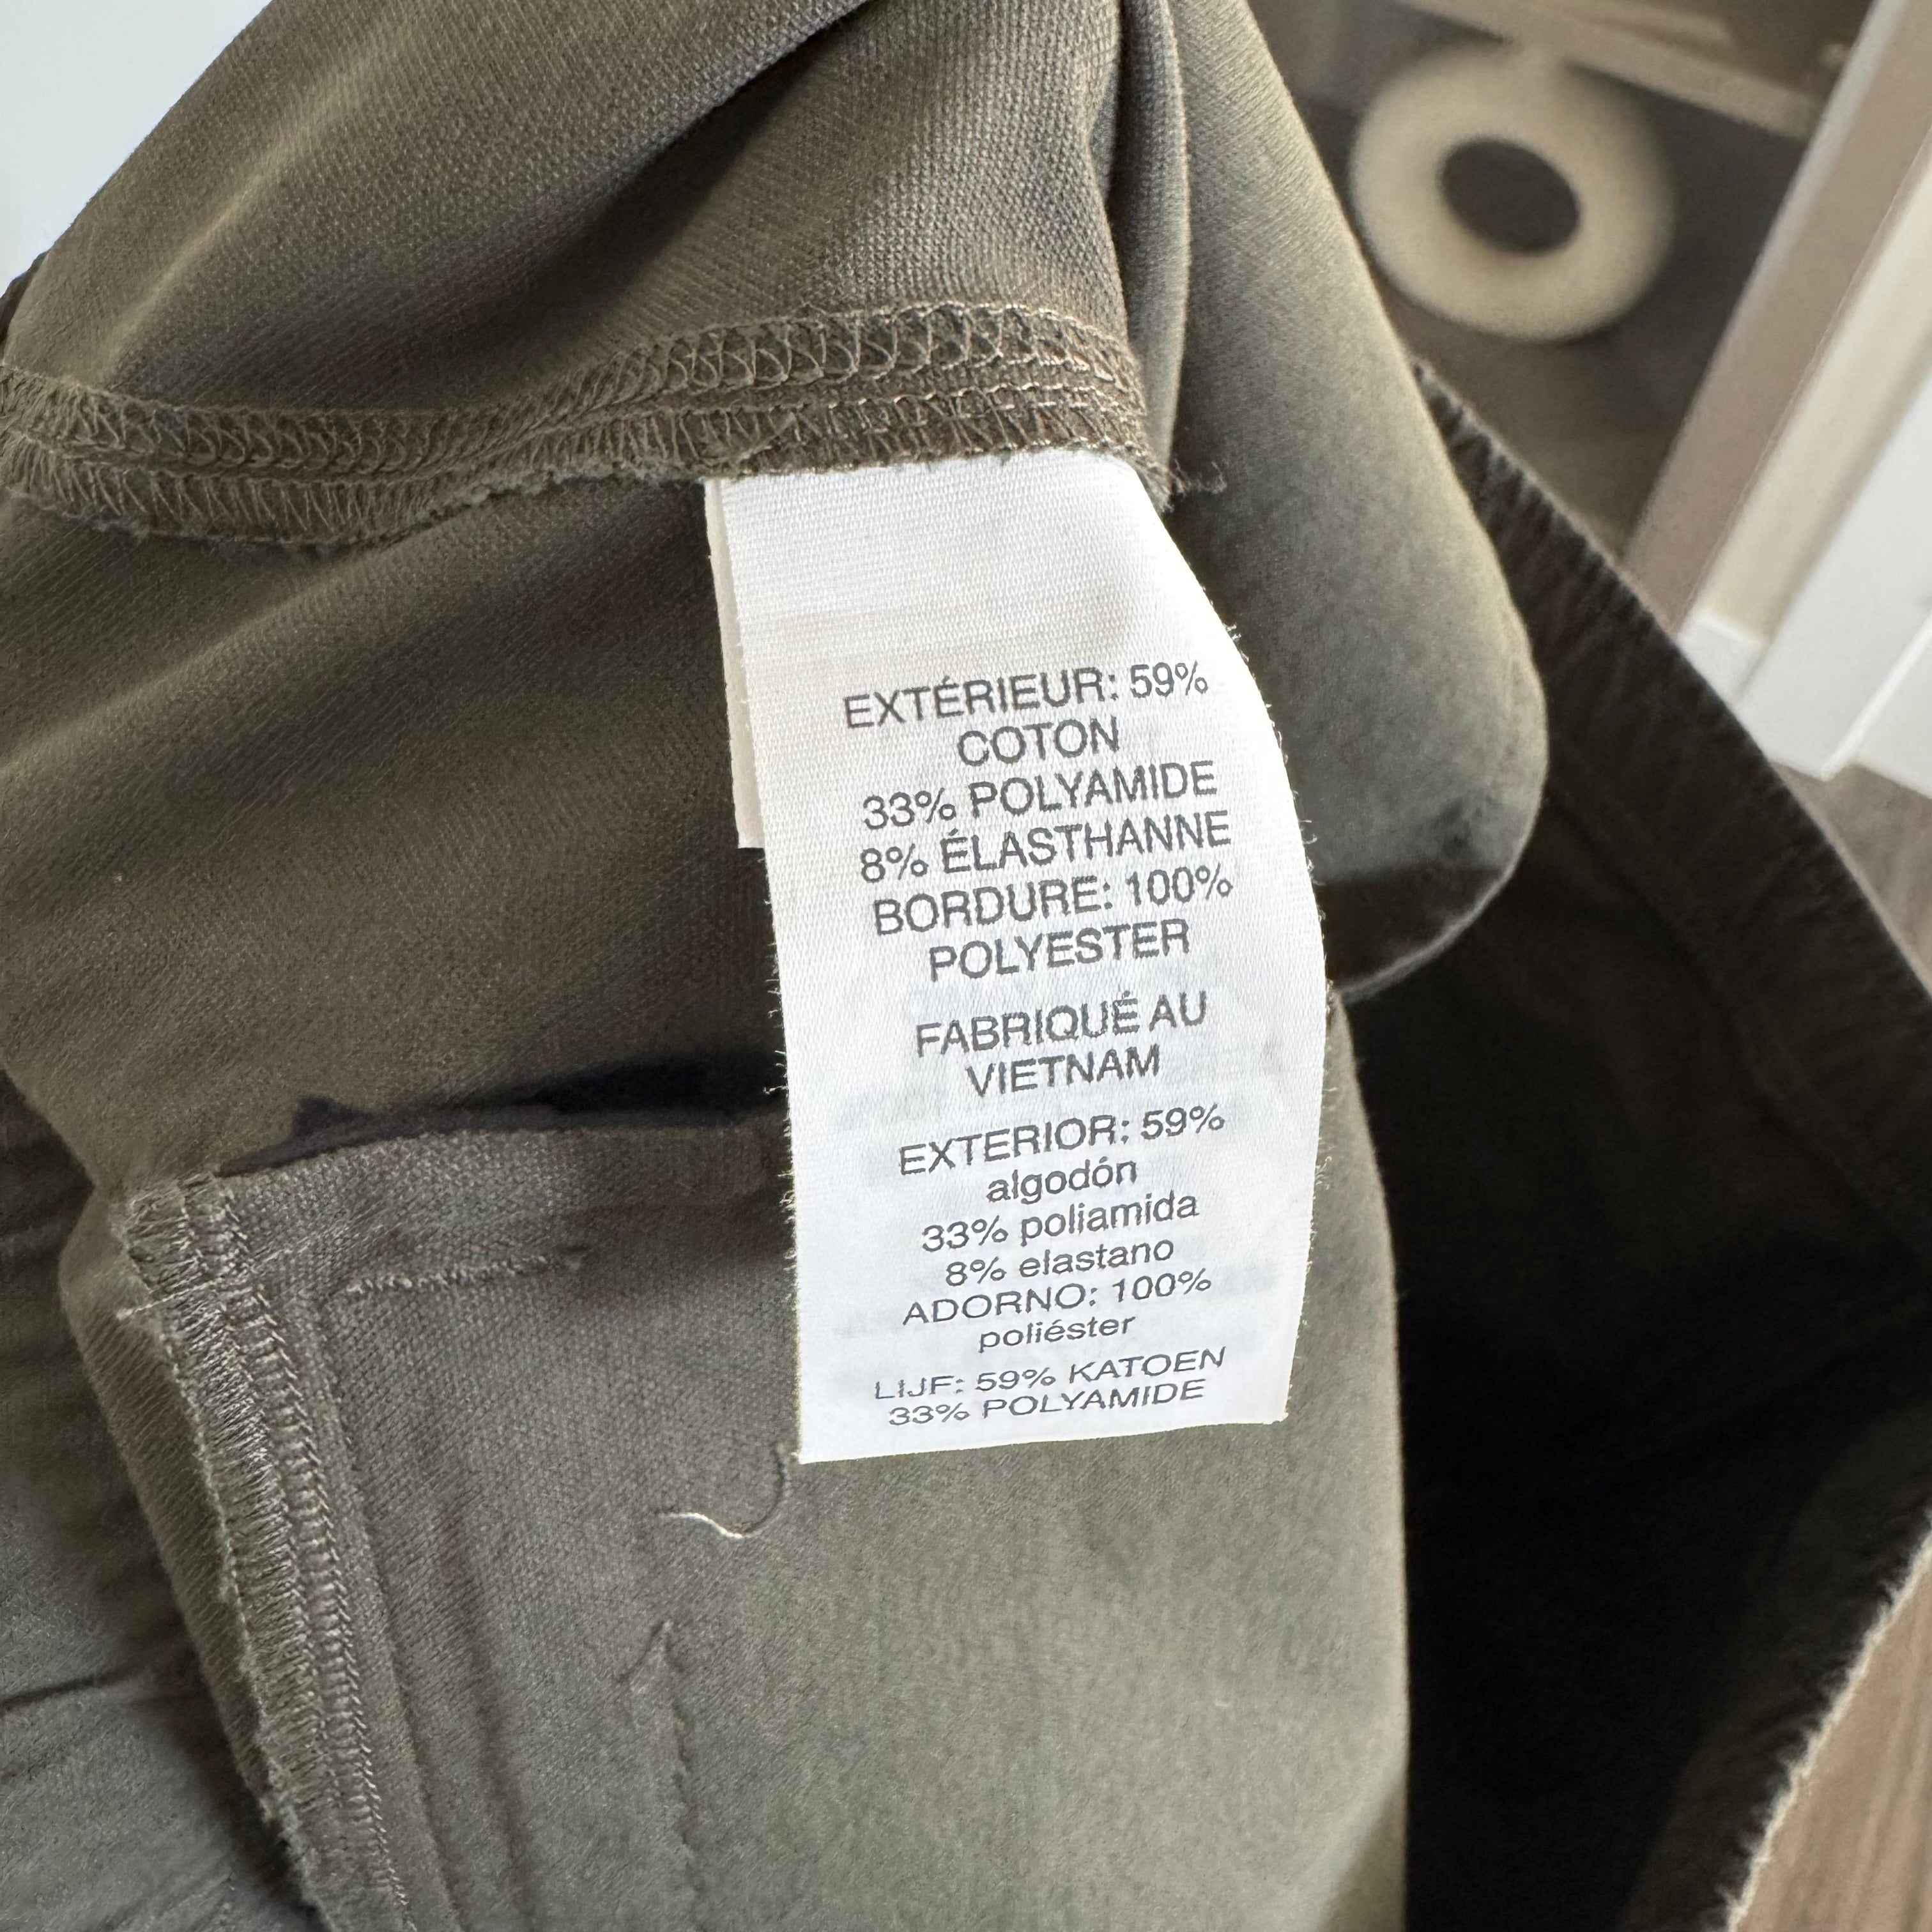 EXTÉRIEUR: 59%
COTON
33% POLYAMIDE
8% ÉLASTHANNE
BORDURE: 100%
POLYESTER
FABRIQUÉ AU
VIETNAM
EXTERIOR: 59%
algodón
33% poliamida
8% elastano
ADORNO: 100%
poliéster
LIJF: 59% KATOEN
33% POLYAMIDE